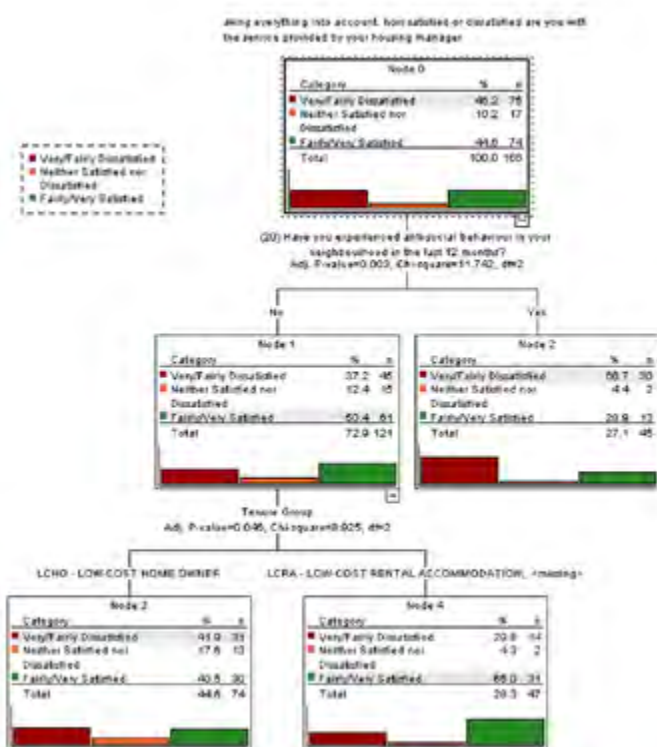 aking everything into account, how satisfied or dissatisfied are you with
the service provided by your housing manager
Node 0
Category % n
Very/Fairly Dissatisfied 45.2 75
Neither Satisfied nor 10.2 17
Dissatisfied
Fairly/Very Satisfied 44.6 74
Total 100.0 166
Very/Fairly Dissatisfied
Neither Satisfied nor
Dissatisfied
Fairly/Very Satisfied
(20) Have you experienced antisocial behaviour in your
neighbourhood in the last 12 months?
Adj. P-value=0.003, Chi-square=11.742, df=2
No
Yes
Node 1
Category % n
Very/Fairly Dissatisfied 37.2 45
Neither Satisfied nor 12.4 15
Dissatisfied
Fairly/Very Satisfied 50.4 61
Total 72.9 121
Node 2
Category % n
Very/Fairly Dissatisfied 66.7 30
Neither Satisfied nor 4.4 2
Dissatisfied
Fairly/Very Satisfied 28.9 13
Total 27.1 45
Tenure Group
Adj. P-value=0.046, Chi-square= df=2
LCHO - LOW-COST HOME OWNER
LCRA - LOW-COST RENTAL ACCOMMODATION, <missing>
Node
Category % n
Very/Fairly Dissatisfied 41.9 31
Neither Satisfied nor 17.6 13
Dissatisfied
Fairly/Very Satisfied 40.5 30
Total 44.6 74
Node 4
Category % n
Very/Fairly Dissatisfied 29.8 14
Neither Satisfied nor 4.3 2
Dissatisfied
Fairly/Very Satisfied 66.0 31
Total 28.3 47